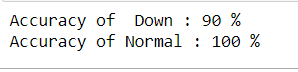 Accuracy of  Down : 90 %
Accuracy of Normal : 100 %